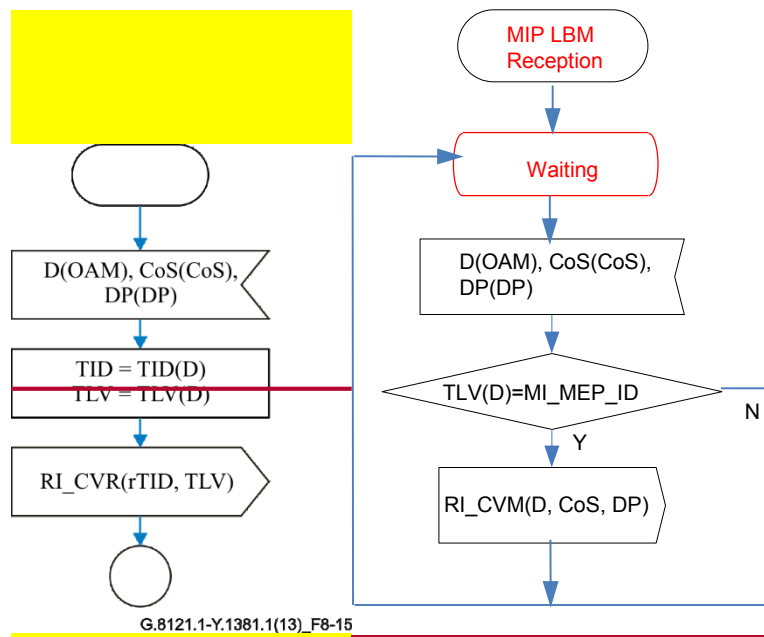 D(OAM), CoS(CoS),
DP(DP)
TID = TID(D)
TLV = TLV(D)
RI_CVR(rTID, TLV)
G.8121.1-Y.1381.1(13)_F8-15
MIP LBM
Reception
Waiting
D(OAM), CoS(CoS),
DP(DP)
TLV(D)=MI_MEP_ID
N
Y
RI_CVM(D, CoS, DP)